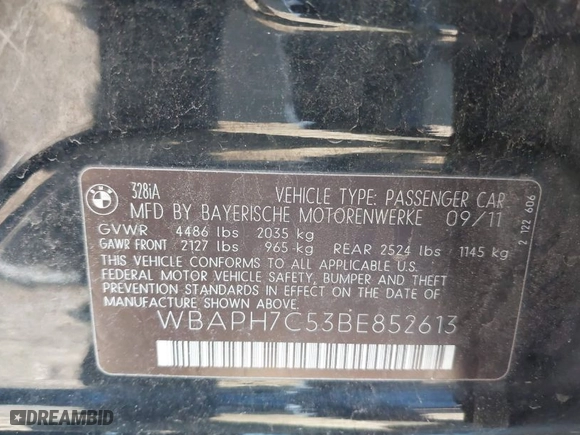 BMW
328iA
VEHICLE TYPE: PASSENGER CAR
MFD BY BAYERISCHE MOTORENWERKE 09/11
GVWR 4486 lbs 2035 kg
GAWR FRONT 2127 lbs 965 kg REAR 2524 lbs 1145 kg
THIS VEHICLE CONFORMS TO ALL APPLICABLE U.S.
FEDERAL MOTOR VEHICLE SAFETY, BUMPER AND THEFT
PREVENTION STANDARDS IN EFFECT ON THE DATE OF
MANUFACTURE SHOWN ABOVE.
WBAPH7C53BE852613
2 122 606
DREAMBID